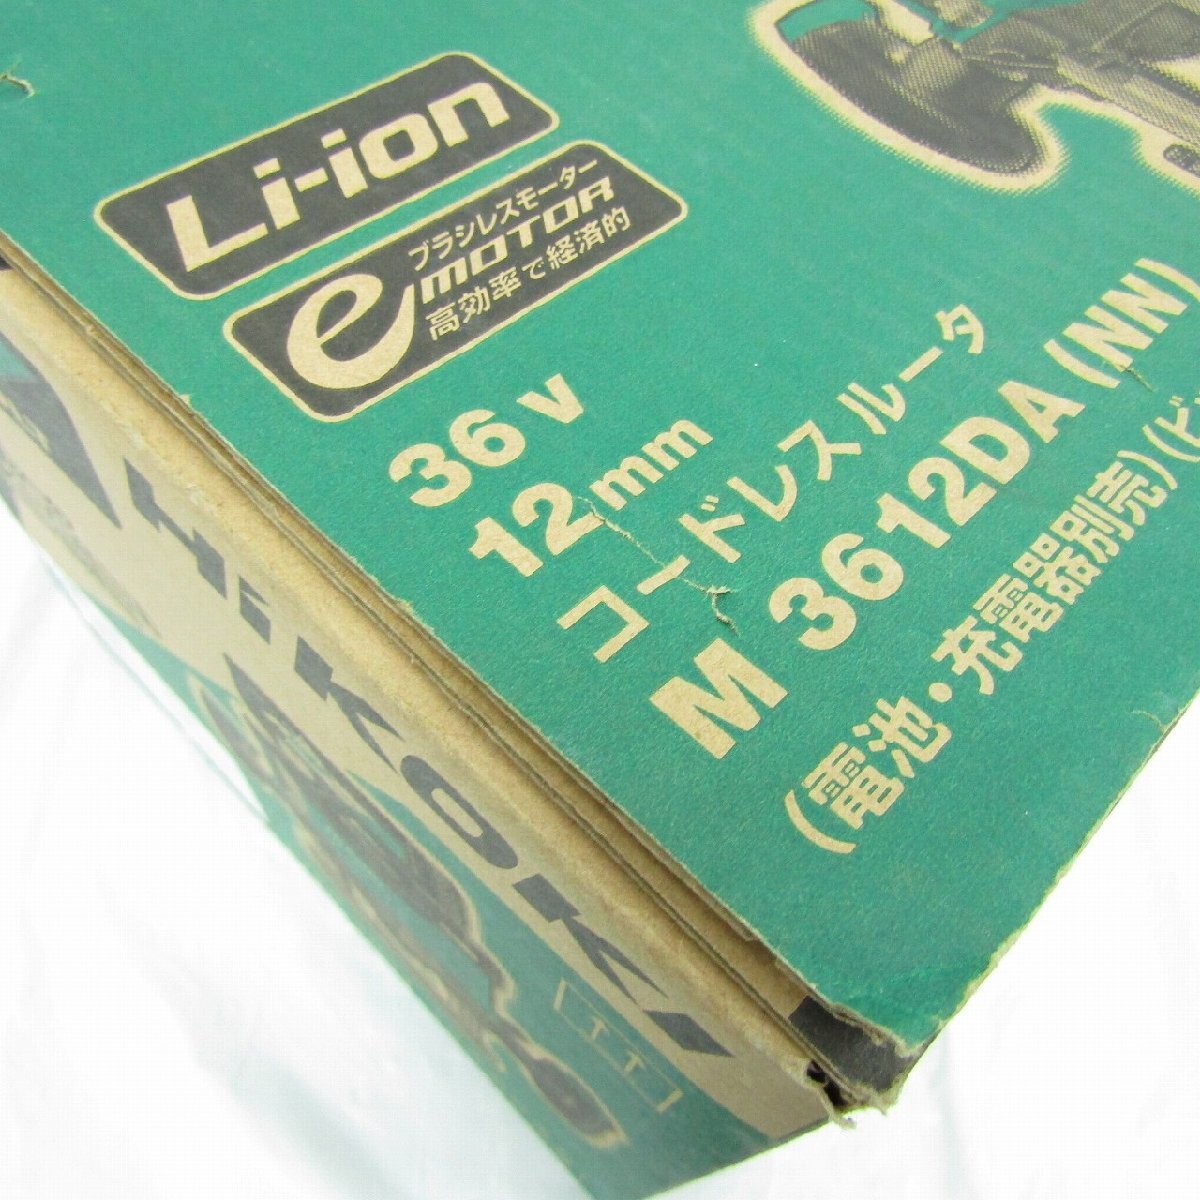 Li-ion
ブラシレスモーター
e MOTOR
高効率で経済的
36v
12mm
コードレスルータ
M 3612DA (NN)
(電池・充電器別売)(ビ
HiKOKI